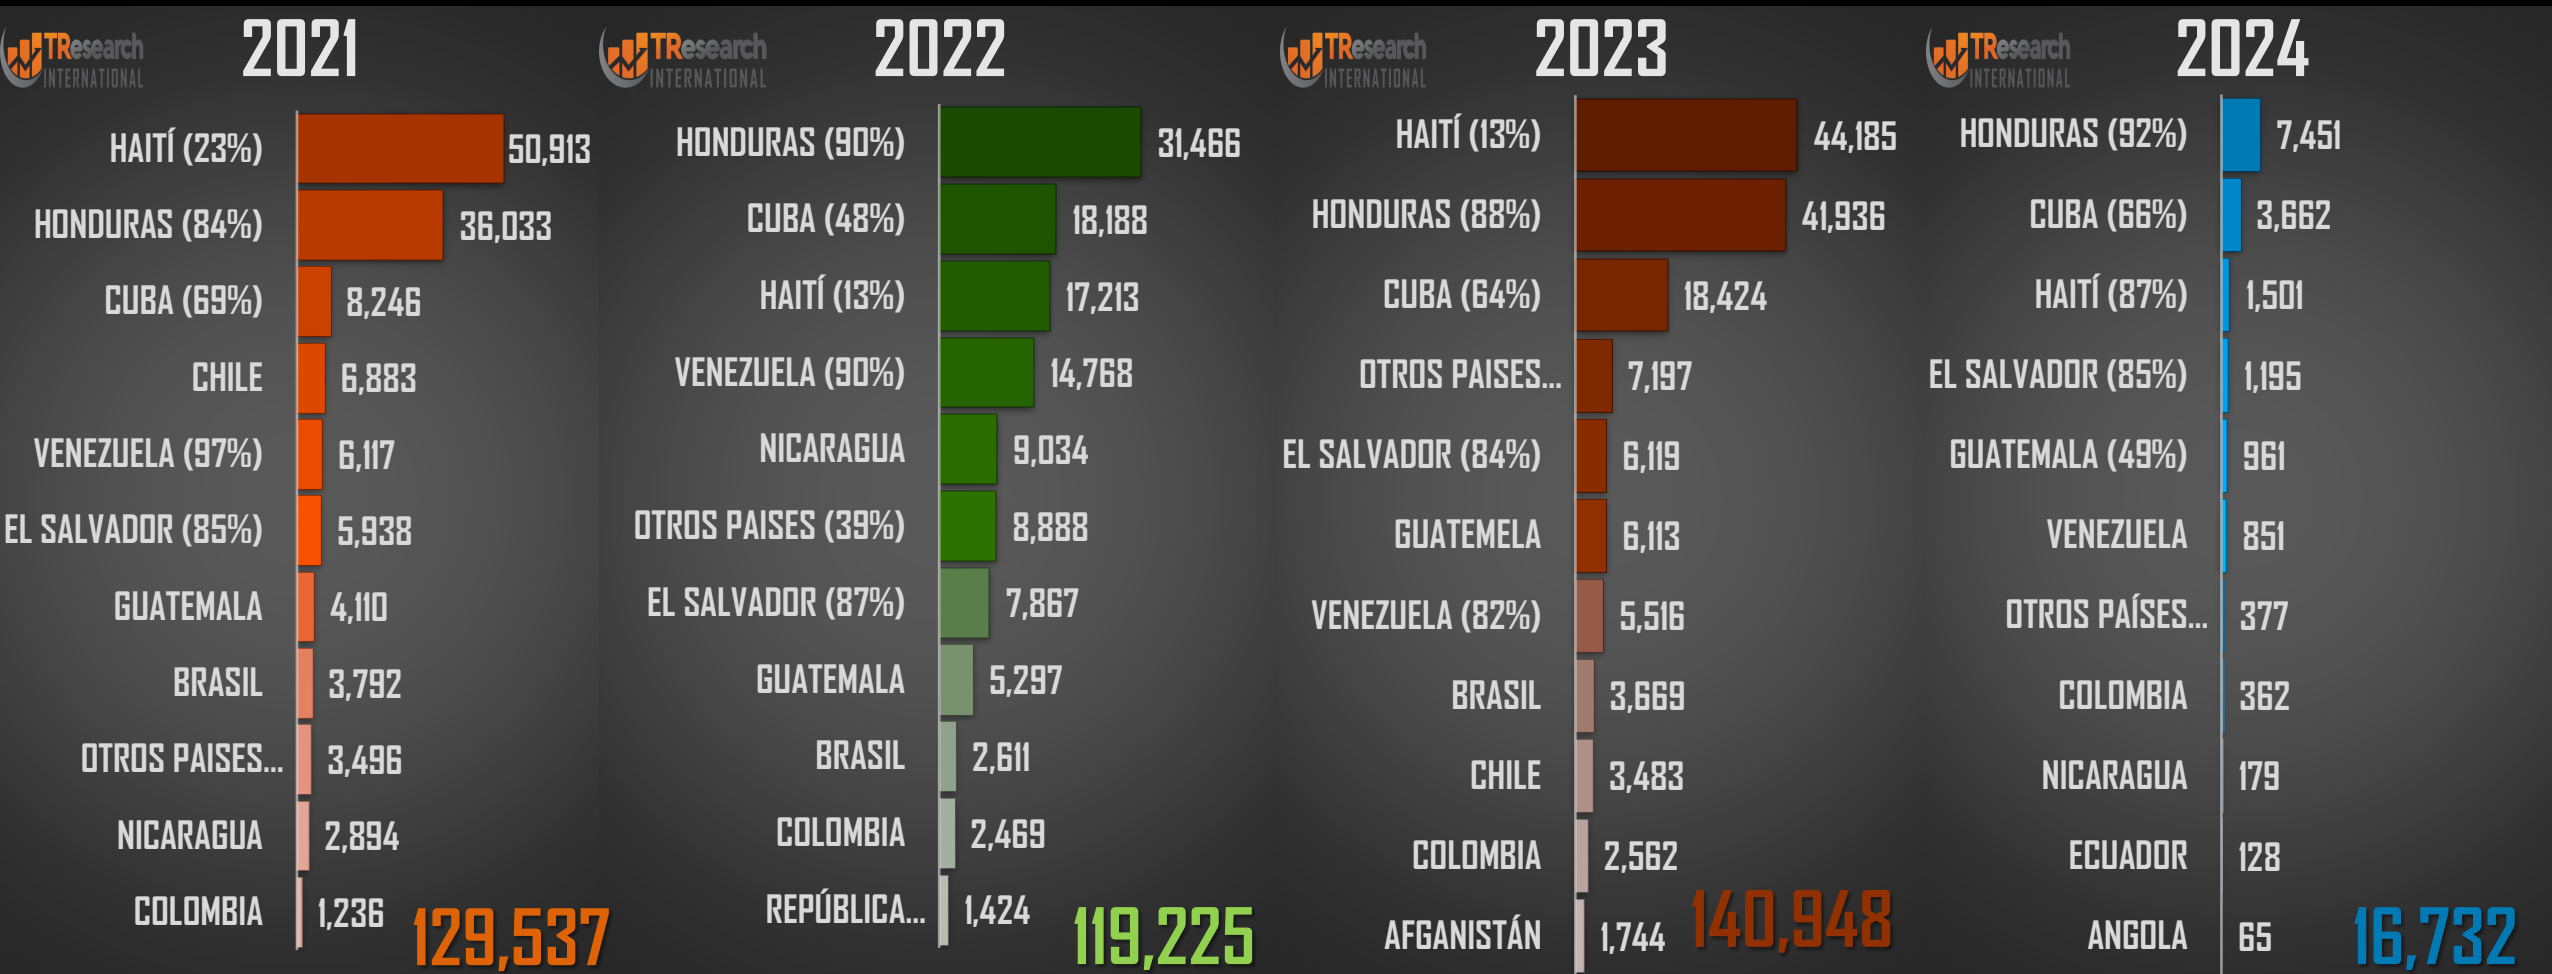 TResearch
INTERNATIONAL
2021
HAITÍ (23%) 50,913
HONDURAS (84%) 36,033
CUBA (69%) 8,246
CHILE 6,883
VENEZUELA (97%) 6,117
EL SALVADOR (85%) 5,938
GUATEMALA 4,110
BRASIL 3,792
OTROS PAISES... 3,496
NICARAGUA 2,894
COLOMBIA 1,236
129,537
TResearch
INTERNATIONAL
2022
HONDURAS (90%) 31,466
CUBA (48%) 18,188
HAITÍ (13%) 17,213
VENEZUELA (90%) 14,768
NICARAGUA 9,034
OTROS PAISES (39%) 8,888
EL SALVADOR (87%) 7,867
GUATEMALA 5,297
BRASIL 2,611
COLOMBIA 2,469
REPÚBLICA... 1,424
119,225
TResearch
INTERNATIONAL
2023
HAITÍ (13%) 44,185
HONDURAS (88%) 41,936
CUBA (64%) 18,424
OTROS PAISES... 7,197
EL SALVADOR (84%) 6,119
GUATEMELA 6,113
VENEZUELA (82%) 5,516
BRASIL 3,669
CHILE 3,483
COLOMBIA 2,562
AFGANISTÁN 1,744
140,948
TResearch
INTERNATIONAL
2024
HONDURAS (92%) 7,451
CUBA (66%) 3,662
HAITÍ (87%) 1,501
EL SALVADOR (85%) 1,195
GUATEMALA (49%) 961
VENEZUELA 851
OTROS PAÍSES... 377
COLOMBIA 362
NICARAGUA 179
ECUADOR 128
ANGOLA 65
16,732